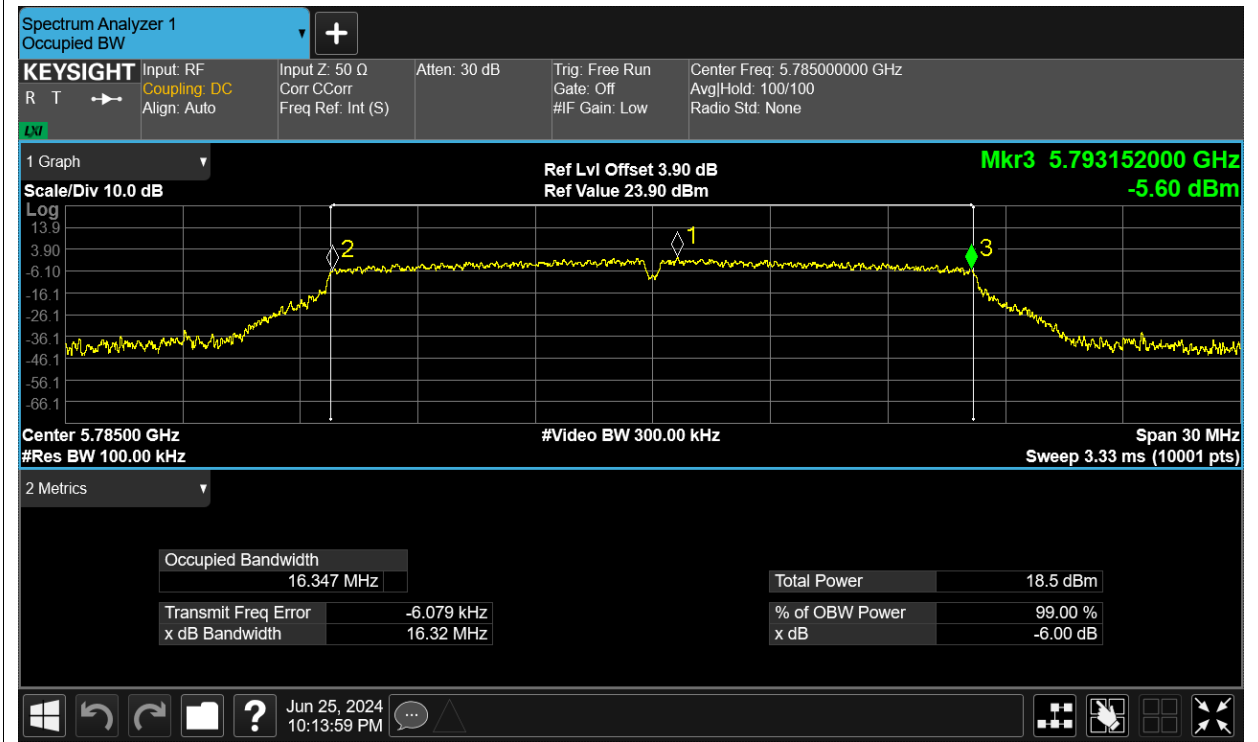 Spectrum Analyzer 1
Occupied BW
KEYSIGHT
R T
LXI
Input: RF
Coupling: DC
Align: Auto
Input Z: 50 Ω
Corr CCorr
Freq Ref: Int (S)
Atten: 30 dB
Trig: Free Run
Gate: Off
#IF Gain: Low
Center Freq: 5.785000000 GHz
Avg|Hold: 100/100
Radio Std: None
1 Graph
Scale/Div 10.0 dB
Ref Lvl Offset 3.90 dB
Ref Value 23.90 dBm
Mkr3 5.793152000 GHz
-5.60 dBm
Log
13.9
3.90
-6.10
-16.1
-26.1
-36.1
-46.1
-56.1
-66.1
2
1
3
Center 5.78500 GHz
#Res BW 100.00 kHz
#Video BW 300.00 kHz
Span 30 MHz
Sweep 3.33 ms (10001 pts)
2 Metrics
Occupied Bandwidth
16.347 MHz
Transmit Freq Error -6.079 kHz
x dB Bandwidth 16.32 MHz
Total Power 18.5 dBm
% of OBW Power 99.00 %
x dB -6.00 dB
?
Jun 25, 2024
10:13:59 PM